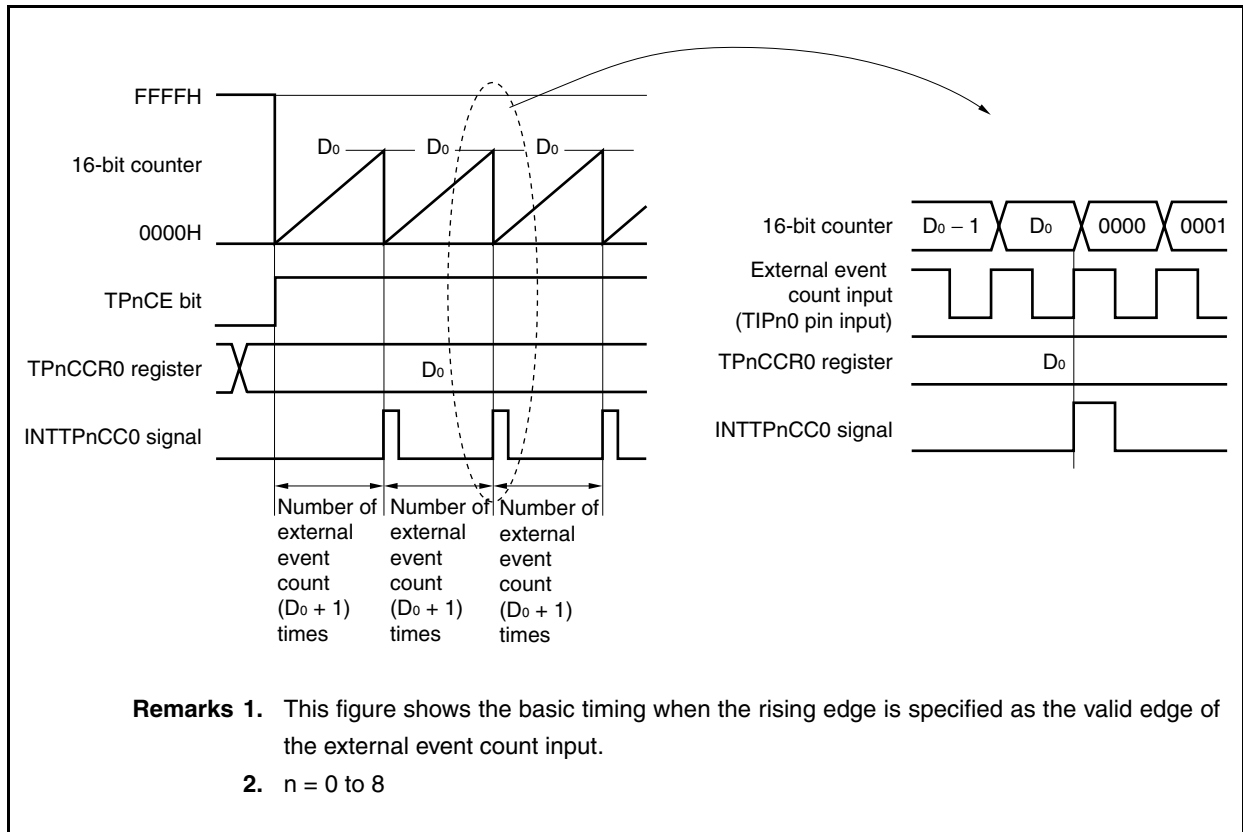 FFFFH
16-bit counter
0000H
D0 D0 D0
TPnCE bit
TPnCCR0 register
D0
INTTPnCC0 signal
Number of
external
event
count
(D0 + 1)
times
Number of
external
event
count
(D0 + 1)
times
Number of
external
event
count
(D0 + 1)
times
16-bit counter
D0 − 1 D0 0000 0001
External event
count input
(TIPn0 pin input)
TPnCCR0 register
D0
INTTPnCC0 signal
Remarks 1. This figure shows the basic timing when the rising edge is specified as the valid edge of
the external event count input.
2. n = 0 to 8